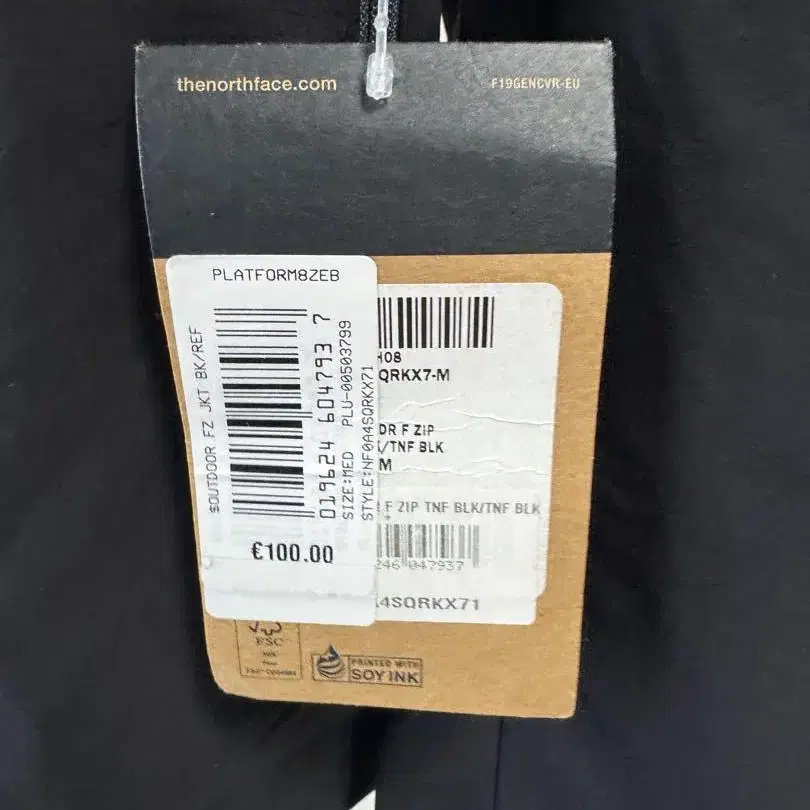 thenorthface.com
F19GENCVR-EU
PLATFORM8ZEB
$OUTDOOR FZ JKT BK/REF
019624 604793 7
SIZE:MED PLU-00503799
STYLE:NF0A4SQRKX71
€100.00
H08
QRKX7-M
DR F ZIP
/TNF BLK
M
F ZIP TNF BLK/TNF BLK
246 047937
4SQRKX71
FSC
PRINTED WITH
SOY INK